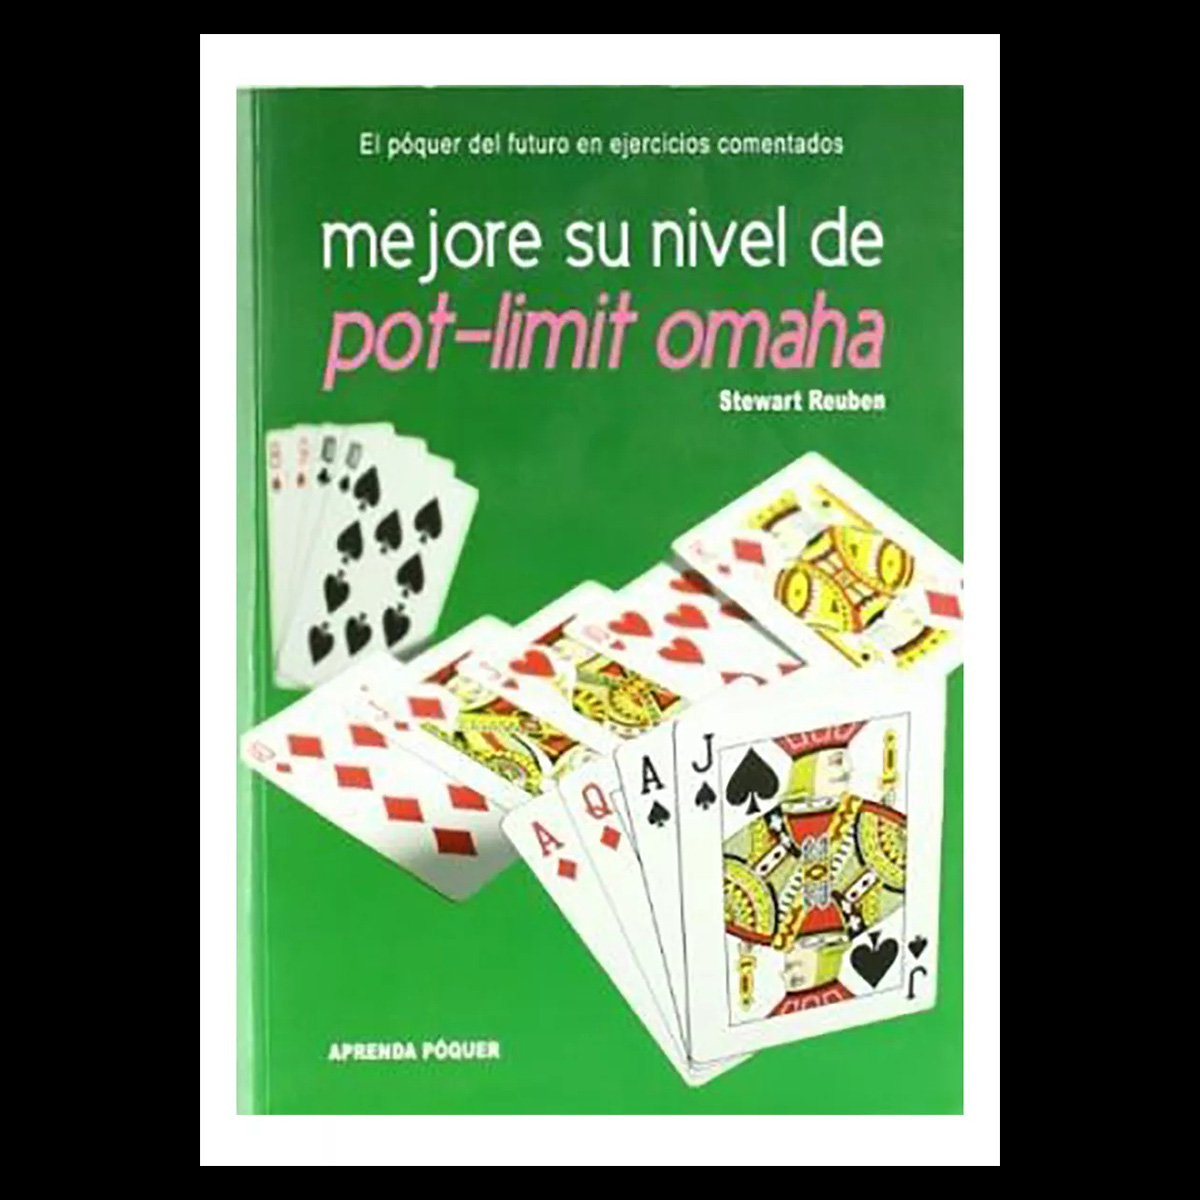 El póquer del futuro en ejercicios comentados
mejore su nivel de
pot-limit omaha
Stewart Reuben
A
Q
A
J
J
APRENDA PÓQUER